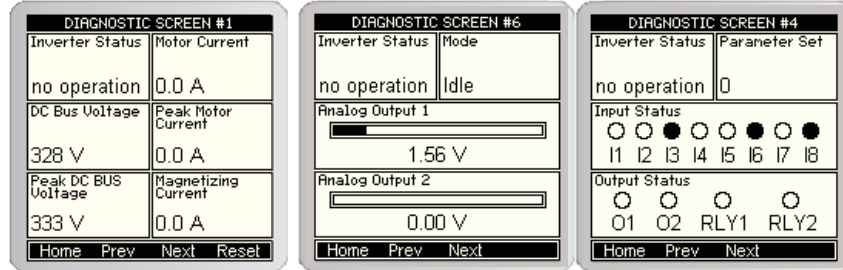 DIAGNOSTIC SCREEN #1
Inverter Status
no operation
Motor Current
0.0 A
DC Bus Voltage
328 V
Peak Motor
Current
0.0 A
Peak DC BUS
Voltage
333 V
Magnetizing
Current
0.0 A
Home Prev Next Reset
DIAGNOSTIC SCREEN #6
Inverter Status
no operation
Mode
Idle
Analog Output 1
1.56 V
Analog Output 2
0.00 V
Home Prev Next
DIAGNOSTIC SCREEN #4
Inverter Status
no operation
Parameter Set
0
Input Status
I1 I2 I3 I4 I5 I6 I7 I8
Output Status
O1 O2 RLY1 RLY2
Home Prev Next